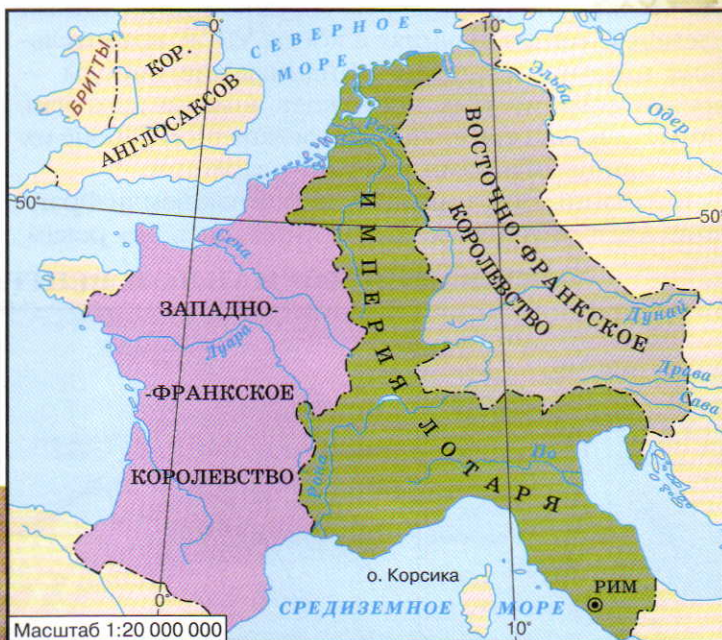 0°
10°
СЕВЕРНОЕ
МОРЕ
БРИТТЫ
КОР.
АНГЛОСАКСОВ
Эльба
Одер
Рейн
50°
50°
ВОСТОЧНО-ФРАНКСКОЕ
КОРОЛЕВСТВО
ИМПЕРИЯ
ЛОТАРЯ
Сена
ЗАПАДНО-
Луара
-ФРАНКСКОЕ
КОРОЛЕВСТВО
Дунай
Драва
Сава
Рона
По
о. Корсика
РИМ
СРЕДИЗЕМНОЕ МОРЕ
0°
10°
Масштаб 1:20 000 000